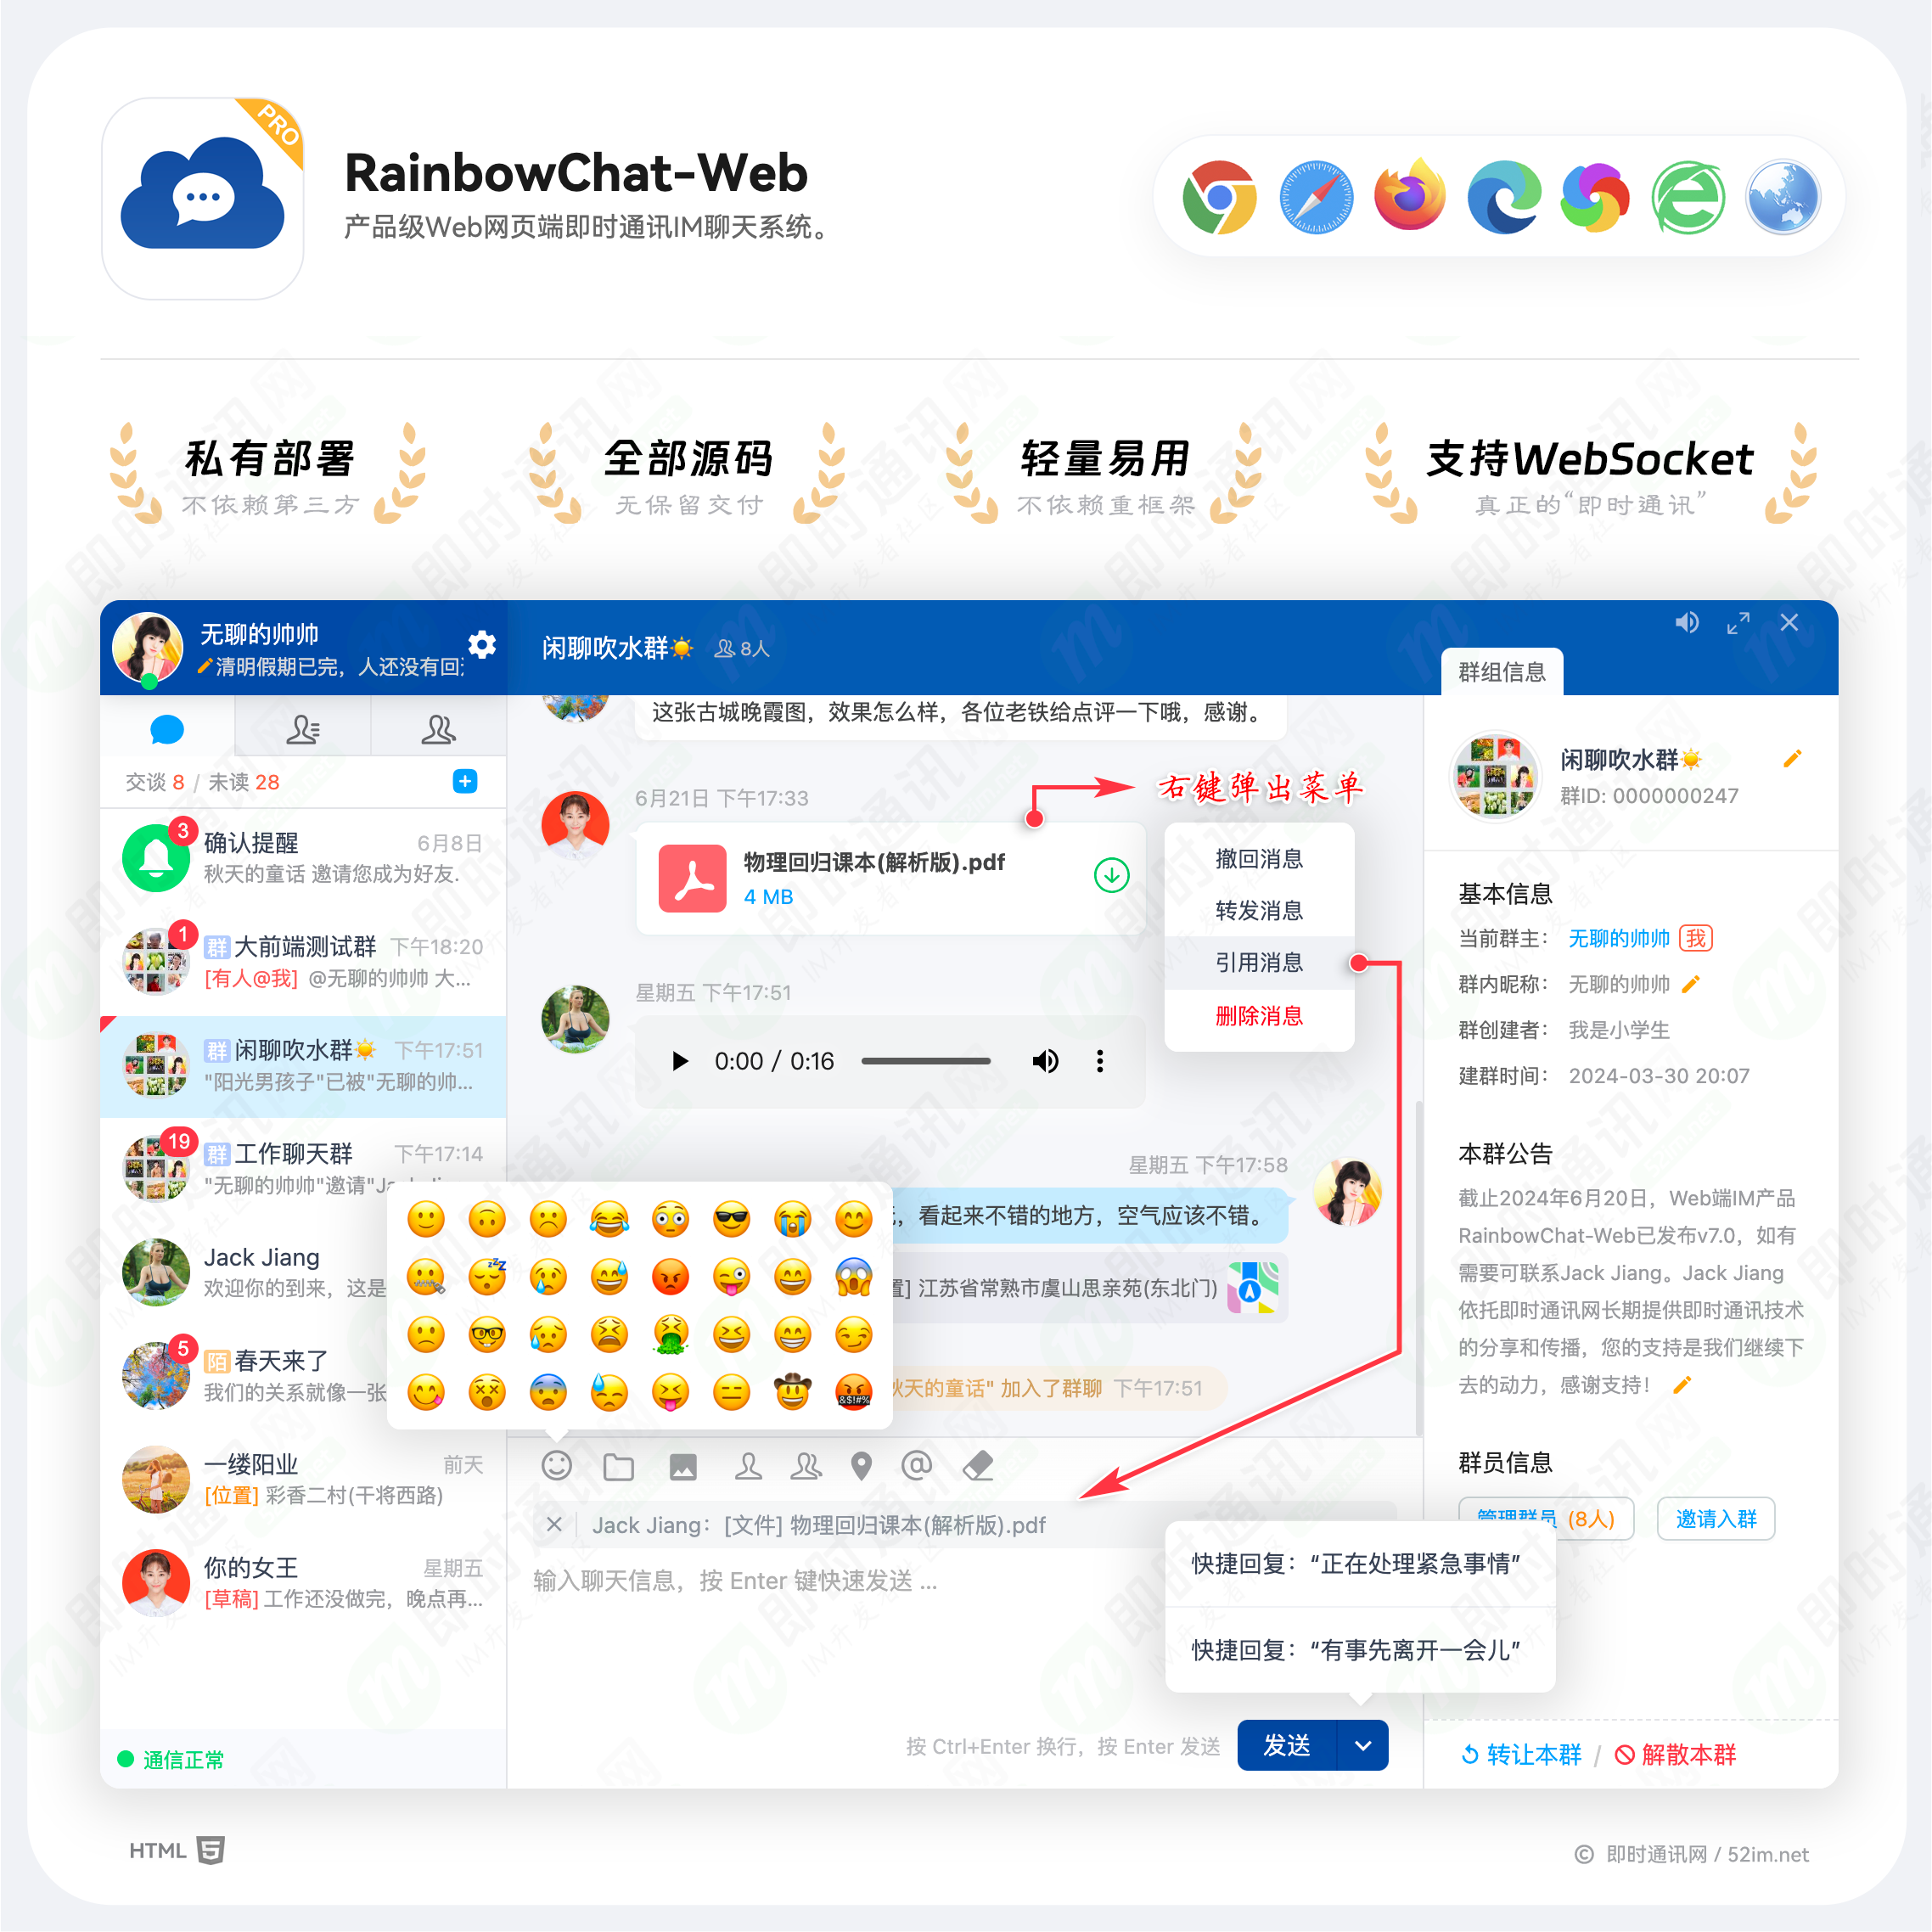 PRO
RainbowChat-Web
产品级Web网页端即时通讯IM聊天系统。
私有部署
不依赖第三方
全部源码
无保留交付
轻量易用
不依赖重框架
支持WebSocket
真正的“即时通讯”
无聊的帅帅
清明假期已完，人还没有回
闲聊吹水群
8人
群组信息
交谈 8 / 未读 28
3
确认提醒
6月8日
秋天的童话 邀请您成为好友.
1
群 大前端测试群
下午18:20
[有人@我] @无聊的帅帅 大...
群 闲聊吹水群
下午17:51
"阳光男孩子"已被"无聊的帅...
19
群 工作聊天群
下午17:14
"无聊的帅帅"邀请"Jack
Jack Jiang
欢迎你的到来，这是
5
陌 春天来了
我们的关系就像一张
一缕阳业
前天
[位置] 彩香二村(干将西路)
你的女王
星期五
[草稿] 工作还没做完，晚点再...
通信正常
这张古城晚霞图，效果怎么样，各位老铁给点评一下哦，感谢。
6月21日 下午17:33
右键弹出菜单
物理回归课本(解析版).pdf
4 MB
撤回消息
转发消息
引用消息
删除消息
星期五 下午17:51
0:00 / 0:16
星期五 下午17:58
，看起来不错的地方，空气应该不错。
置] 江苏省常熟市虞山思亲苑(东北门)
秋天的童话" 加入了群聊 下午17:51
&$!#%
Jack Jiang： [文件] 物理回归课本(解析版).pdf
输入聊天信息，按 Enter 键快速发送 ...
快捷回复：“正在处理紧急事情”
快捷回复：“有事先离开一会儿”
按 Ctrl+Enter 换行，按 Enter 发送
发送
闲聊吹水群
群ID: 0000000247
基本信息
当前群主： 无聊的帅帅 我
群内昵称： 无聊的帅帅
群创建者： 我是小学生
建群时间： 2024-03-30 20:07
本群公告
截止2024年6月20日，Web端IM产品
RainbowChat-Web已发布v7.0，如有
需要可联系Jack Jiang。Jack Jiang
依托即时通讯网长期提供即时通讯技术
的分享和传播，您的支持是我们继续下
去的动力，感谢支持！
群员信息
管理群员 (8人)
邀请入群
转让本群 / 解散本群
HTML 5
© 即时通讯网 / 52im.net